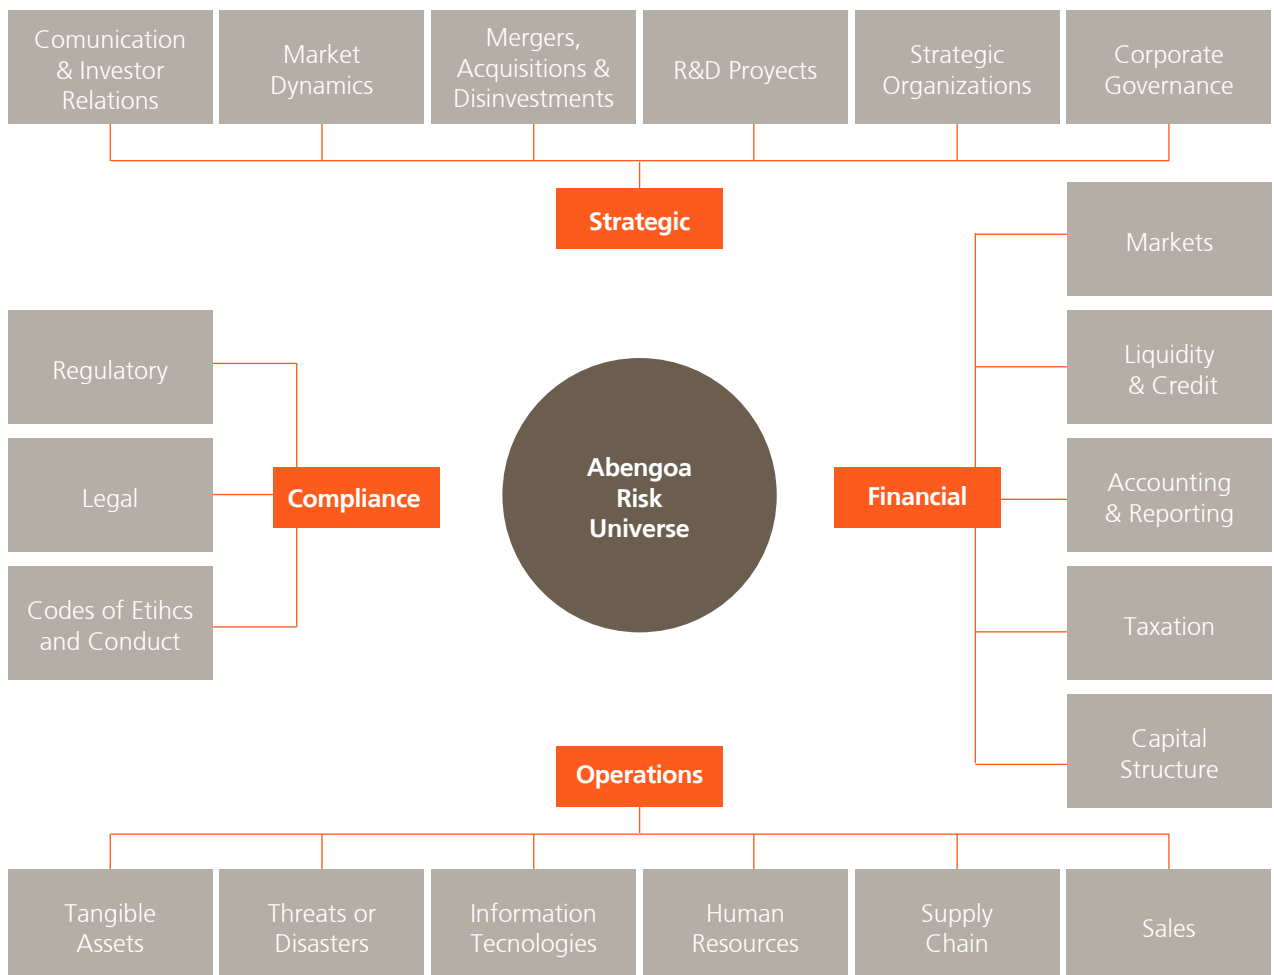 Comunication
& Investor
Relations
Market
Dynamics
Mergers,
Acquisitions &
Disinvestments
R&D Proyects
Strategic
Organizations
Corporate
Governance
Strategic
Markets
Regulatory
Liquidity
& Credit
Legal
Compliance
Abengoa
Risk
Universe
Financial
Accounting
& Reporting
Codes of Etihcs
and Conduct
Taxation
Capital
Structure
Operations
Tangible
Assets
Threats or
Disasters
Information
Tecnologies
Human
Resources
Supply
Chain
Sales